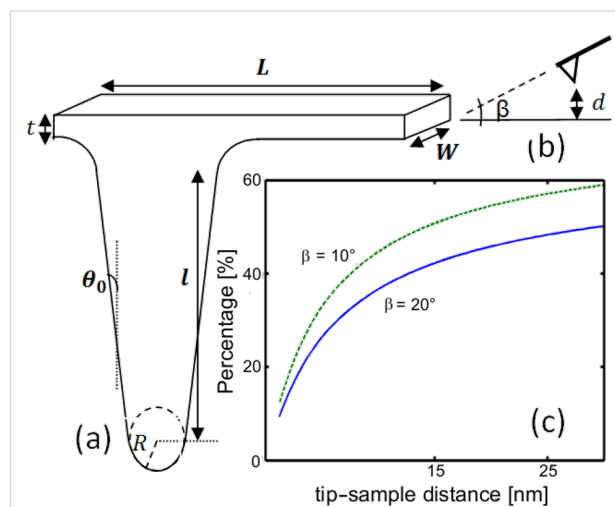 L
t
W
β
d
(b)
θ₀
l
R
(a)
60
40
20
0
Percentage [%]
β = 10°
β = 20°
(c)
15
25
tip–sample distance [nm]